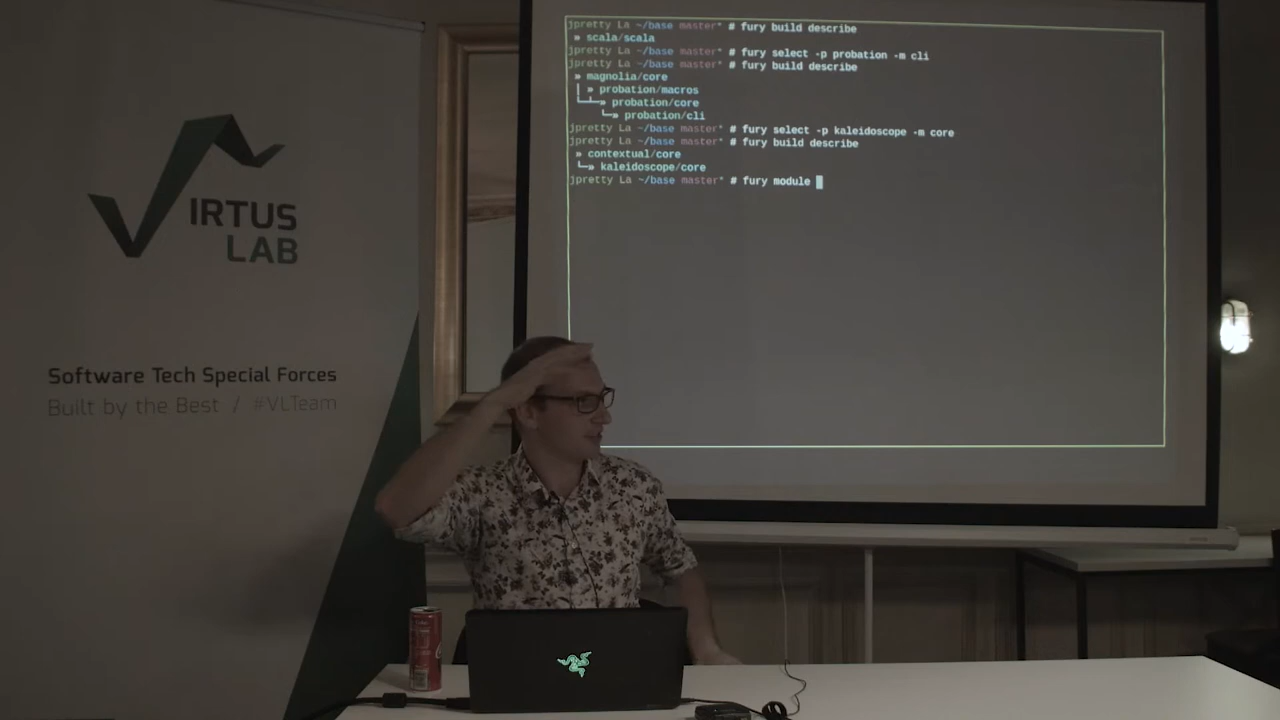 IRTUS
LAB
Software Tech Special Forces
Built by the Best / #VLTeam
jpretty La ~/base master* # fury build describe
» scala/scala
jpretty La ~/base master* # fury select -p probation -m cli
jpretty La ~/base master* # fury build describe
» magnolia/core
│ » probation/macros
└─┴─» probation/core
└─» probation/cli
jpretty La ~/base master* # fury select -p kaleidoscope -m core
jpretty La ~/base master* # fury build describe
» contextual/core
└─» kaleidoscope/core
jpretty La ~/base master* # fury module